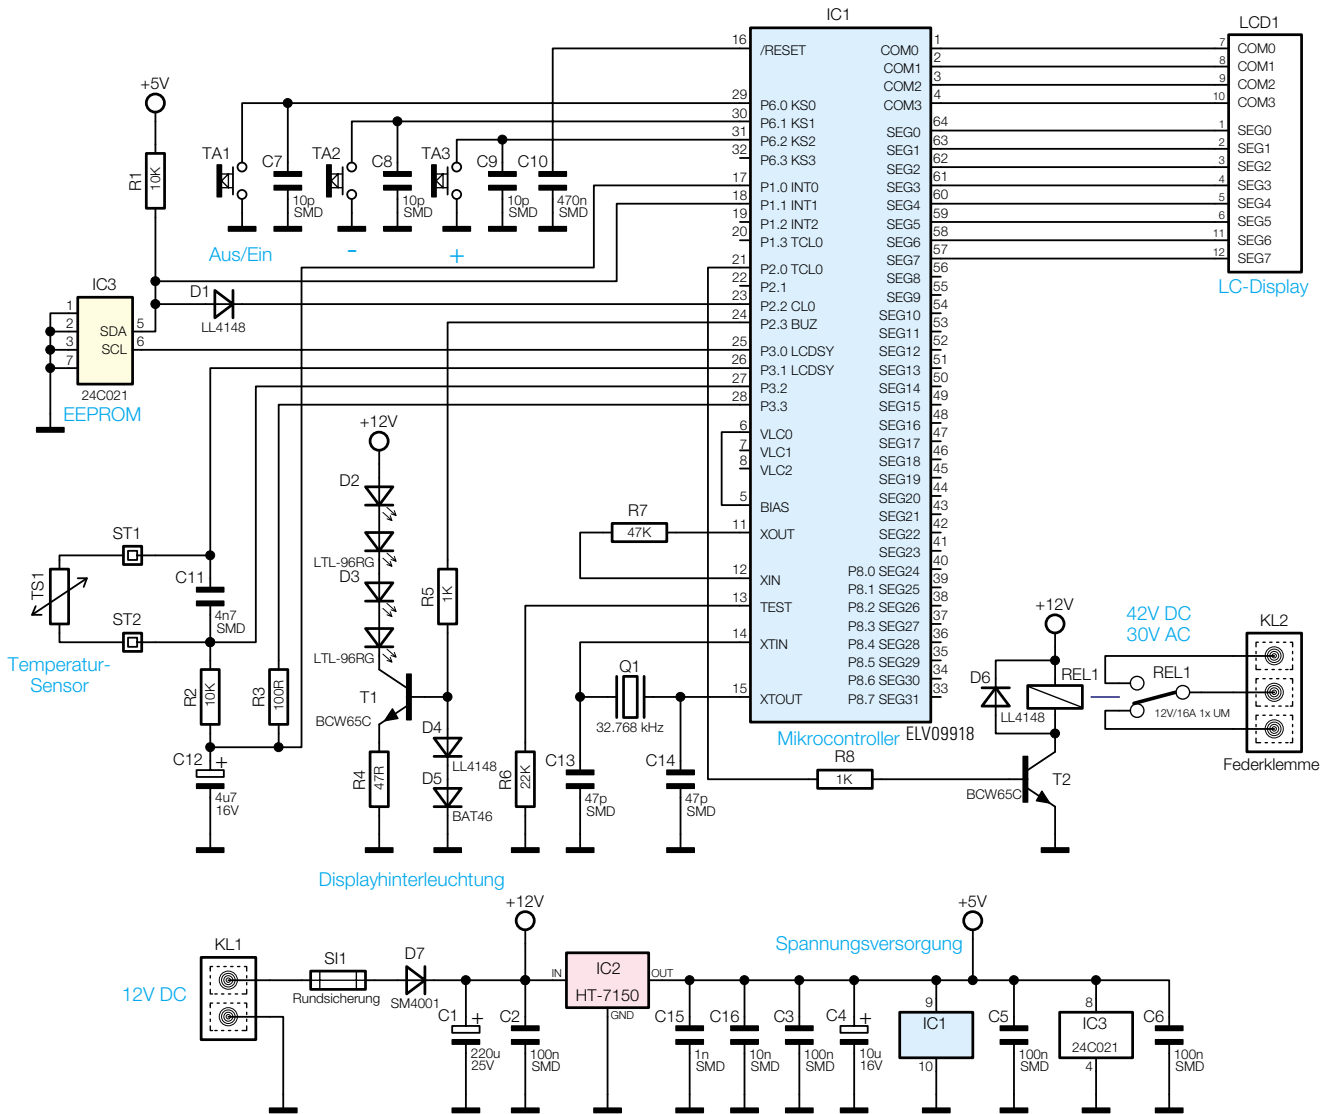 IC1
LCD1
16 /RESET
29 P6.0 KS0
30 P6.1 KS1
31 P6.2 KS2
32 P6.3 KS3
17 P1.0 INT0
18 P1.1 INT1
19 P1.2 INT2
20 P1.3 TCL0
21 P2.0 TCL0
22 P2.1
23 P2.2 CL0
24 P2.3 BUZ
25 P3.0 LCDSY
26 P3.1 LCDSY
27 P3.2
28 P3.3
6 VLC0
7 VLC1
8 VLC2
5 BIAS
11 XOUT
12 XIN
13 TEST
14 XTIN
15 XTOUT
COM0 1
COM1 2
COM2 3
COM3 4
SEG0 64
SEG1 63
SEG2 62
SEG3 61
SEG4 60
SEG5 59
SEG6 58
SEG7 57
SEG8 56
SEG9 55
SEG10 54
SEG11 53
SEG12 52
SEG13 51
SEG14 50
SEG15 49
SEG16 48
SEG17 47
SEG18 46
SEG19 45
SEG20 44
SEG21 43
SEG22 42
SEG23 41
P8.0 SEG24 40
P8.1 SEG25 39
P8.2 SEG26 38
P8.3 SEG27 37
P8.4 SEG28 36
P8.5 SEG29 35
P8.6 SEG30 34
P8.7 SEG31 33
Mikrocontroller
ELV09918
7 COM0
8 COM1
9 COM2
10 COM3
1 SEG0
2 SEG1
3 SEG2
4 SEG3
5 SEG4
6 SEG5
11 SEG6
12 SEG7
LC-Display
+5V
R1
10K
TA1
C7
10p
SMD
TA2
C8
10p
SMD
TA3
C9
10p
SMD
C10
470n
SMD
Aus/Ein
-
+
IC3
1
2
3
7
SDA 5
SCL 6
24C021
EEPROM
D1
LL4148
+12V
D2
LTL-96RG
D3
LTL-96RG
T1
BCW65C
R4
47R
R5
1K
D4
LL4148
D5
BAT46
Displayhinterleuchtung
ST1
TS1
C11
4n7
SMD
ST2
Temperatur-
Sensor
R2
10K
R3
100R
C12
+
4u7
16V
R7
47K
R6
22K
Q1
32.768 kHz
C13
47p
SMD
C14
47p
SMD
R8
1K
BCW65C
T2
+12V
D6
LL4148
REL1
42V DC
30V AC
REL1
12V/16A 1x UM
KL2
Federklemme
KL1
12V DC
SI1
Rundsicherung
D7
SM4001
+12V
C1
+
220u
25V
C2
100n
SMD
IN
IC2
HT-7150
OUT
GND
Spannungsversorgung
+5V
C15
1n
SMD
C16
10n
SMD
C3
100n
SMD
C4
+
10u
16V
9
IC1
10
C5
100n
SMD
8
IC3
24C021
4
C6
100n
SMD